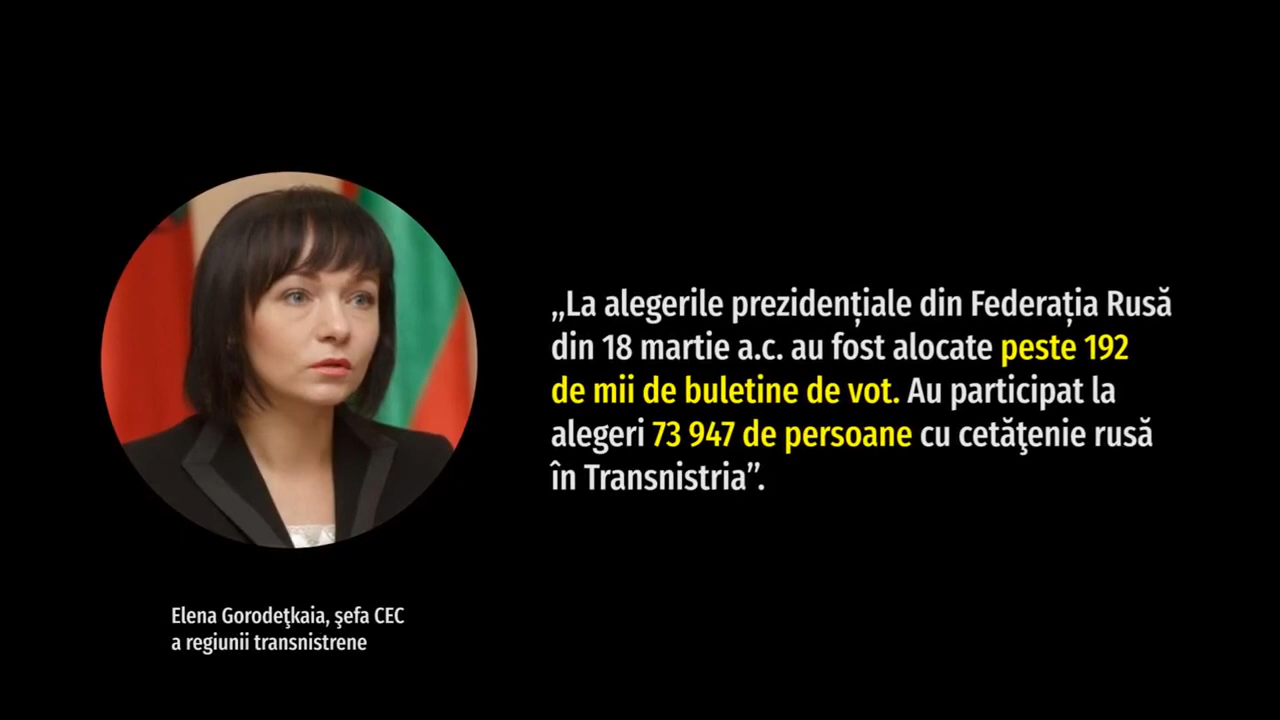 „La alegerile prezidențiale din Federația Rusă
din 18 martie a.c. au fost alocate peste 192
de mii de buletine de vot. Au participat la
alegeri 73 947 de persoane cu cetăţenie rusă
în Transnistria”.
Elena Gorodeţkaia, şefa CEC
a regiunii transnistrene